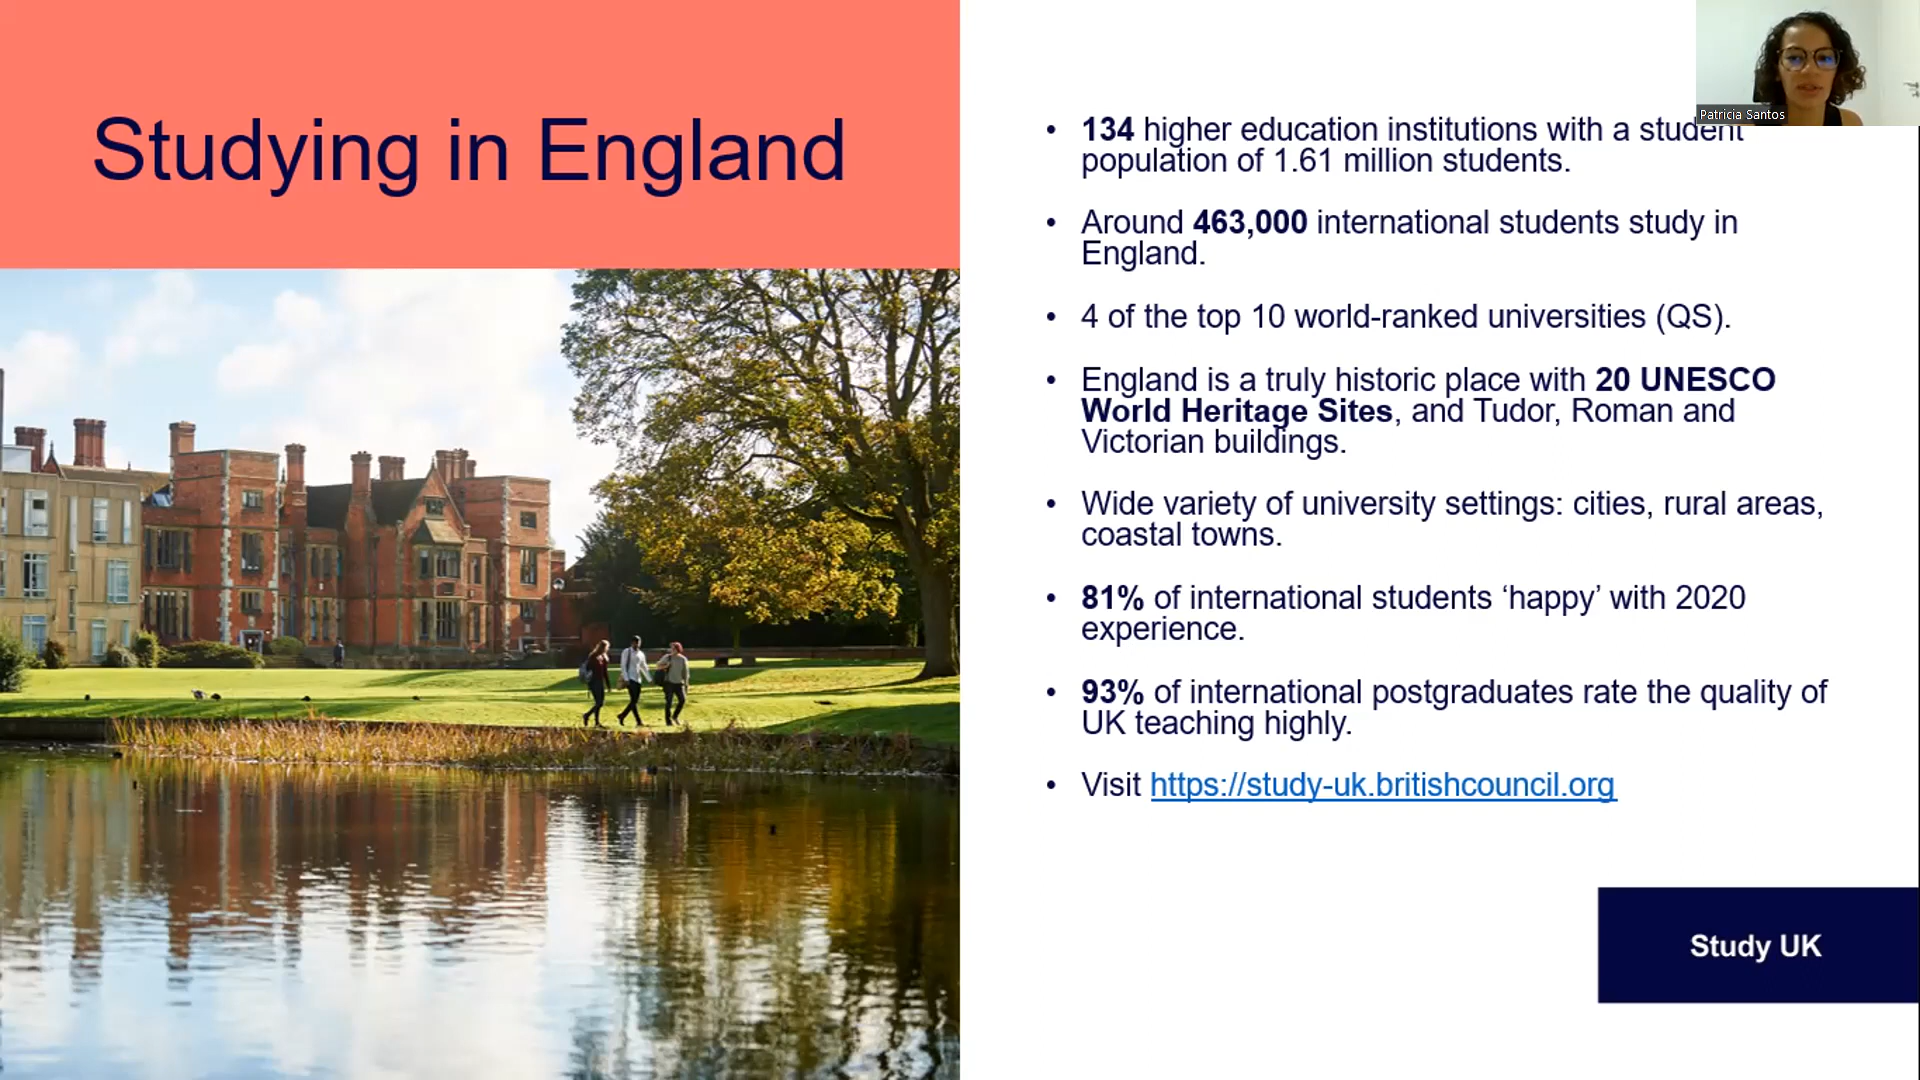 Studying in England
Patricia Santos
• 134 higher education institutions with a student
population of 1.61 million students.
• Around 463,000 international students study in
England.
• 4 of the top 10 world-ranked universities (QS).
• England is a truly historic place with 20 UNESCO
World Heritage Sites, and Tudor, Roman and
Victorian buildings.
• Wide variety of university settings: cities, rural areas,
coastal towns.
• 81% of international students ‘happy’ with 2020
experience.
• 93% of international postgraduates rate the quality of
UK teaching highly.
• Visit https://study-uk.britishcouncil.org
Study UK